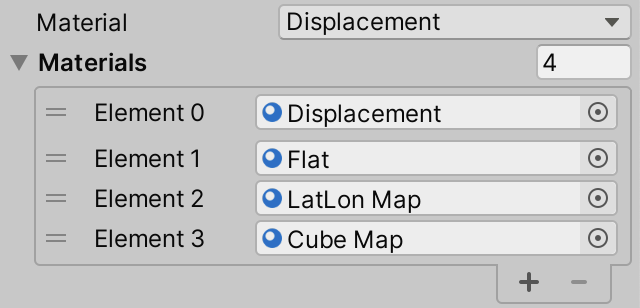 Material Displacement
Materials 4
Element 0 Displacement
Element 1 Flat
Element 2 LatLon Map
Element 3 Cube Map
+ −